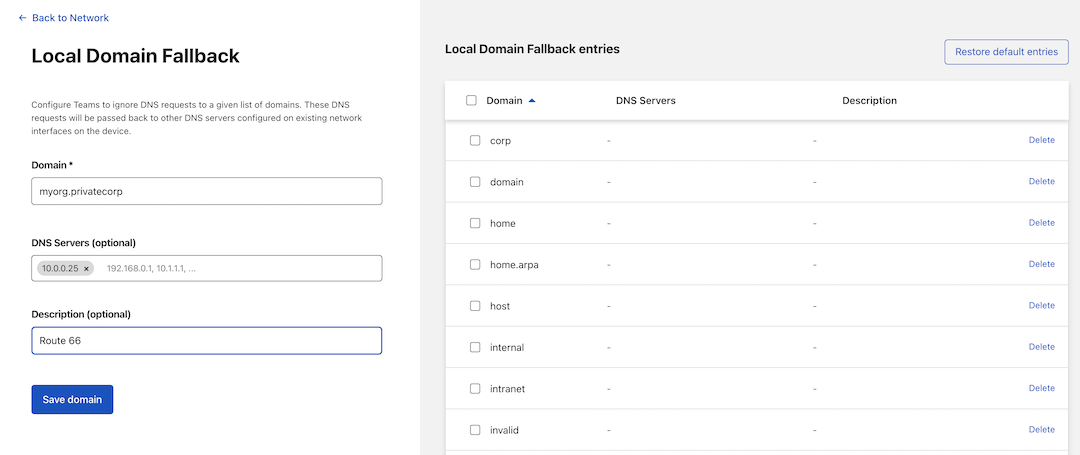 ← Back to Network
Local Domain Fallback
Configure Teams to ignore DNS requests to a given list of domains. These DNS
requests will be passed back to other DNS servers configured on existing network
interfaces on the device.
Domain *
myorg.privatecorp
DNS Servers (optional)
10.0.0.25 × 192.168.0.1, 10.1.1.1, ...
Description (optional)
Route 66
Save domain
Local Domain Fallback entries
Restore default entries
Domain DNS Servers Description
corp - - Delete
domain - - Delete
home - - Delete
home.arpa - - Delete
host - - Delete
internal - - Delete
intranet - - Delete
invalid - - Delete